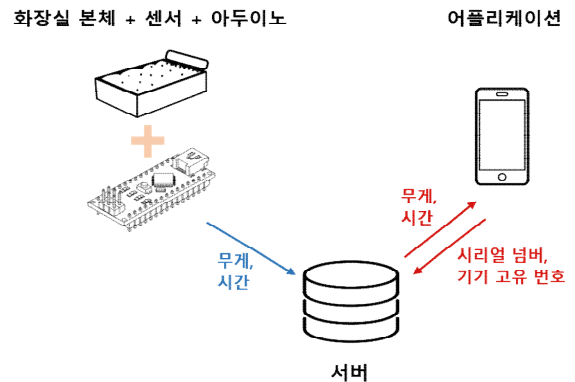 화장실 본체 + 센서 + 아두이노
어플리케이션
무게,
시간
무게,
시간
시리얼 넘버,
기기 고유 번호
서버